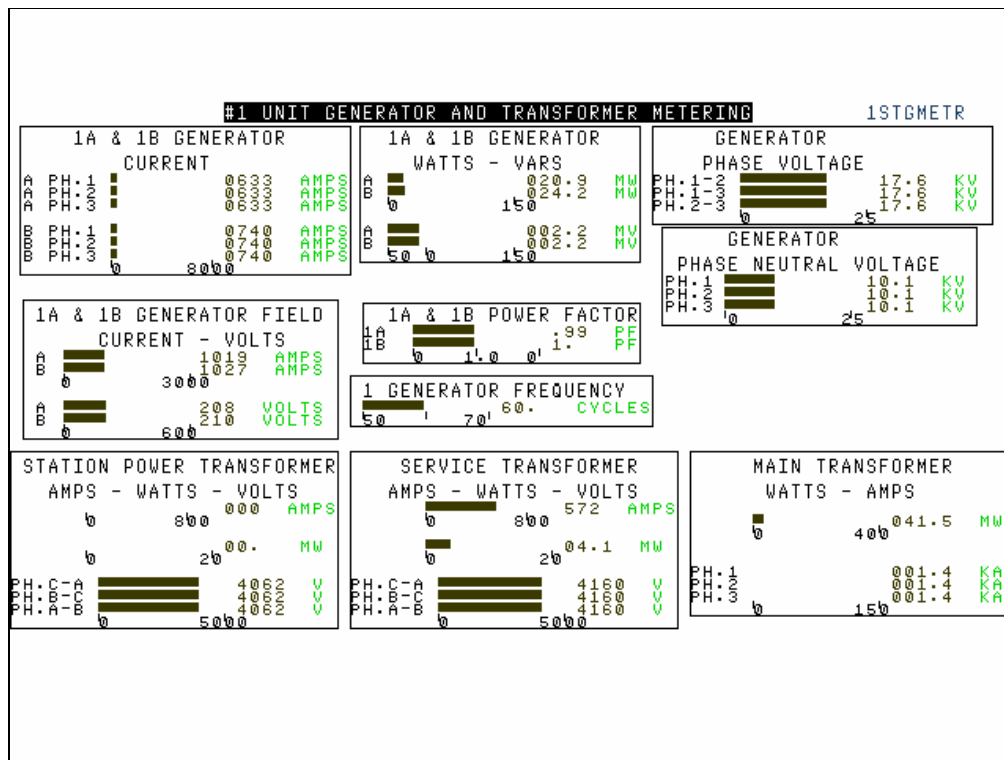 #1 UNIT GENERATOR AND TRANSFORMER METERING 1STGMETR
1A & 1B GENERATOR
CURRENT
A PH.1 0633 AMPS
A PH.2 0633 AMPS
A PH.3 0633 AMPS
B PH.1 0740 AMPS
B PH.2 0740 AMPS
B PH.3 0740 AMPS
0 8000
1A & 1B GENERATOR
WATTS - VARS
A 020.9 MW
B 024.2 MW
0 150
A 002.2 MV
B 002.2 MV
50 0 150
GENERATOR
PHASE VOLTAGE
PH.1-2 17.6 KV
PH.1-3 17.6 KV
PH.2-3 17.6 KV
0 25
GENERATOR
PHASE NEUTRAL VOLTAGE
PH.1 10.1 KV
PH.2 10.1 KV
PH.3 10.1 KV
0 25
1A & 1B GENERATOR FIELD
CURRENT - VOLTS
A 1019 AMPS
B 1027 AMPS
0 3000
A 208 VOLTS
B 210 VOLTS
0 600
1A & 1B POWER FACTOR
1A .99 PF
1B 1. PF
0 1.0 0
1 GENERATOR FREQUENCY
60. CYCLES
50 70
STATION POWER TRANSFORMER
AMPS - WATTS - VOLTS
000 AMPS
0 800
00. MW
0 20
PH.C-A 4062 V
PH.B-C 4062 V
PH.A-B 4062 V
0 5000
SERVICE TRANSFORMER
AMPS - WATTS - VOLTS
572 AMPS
0 800
04.1 MW
0 20
PH.C-A 4160 V
PH.B-C 4160 V
PH.A-B 4160 V
0 5000
MAIN TRANSFORMER
WATTS - AMPS
041.5 MW
0 400
PH.1 001.4 KA
PH.2 001.4 KA
PH.3 001.4 KA
0 150